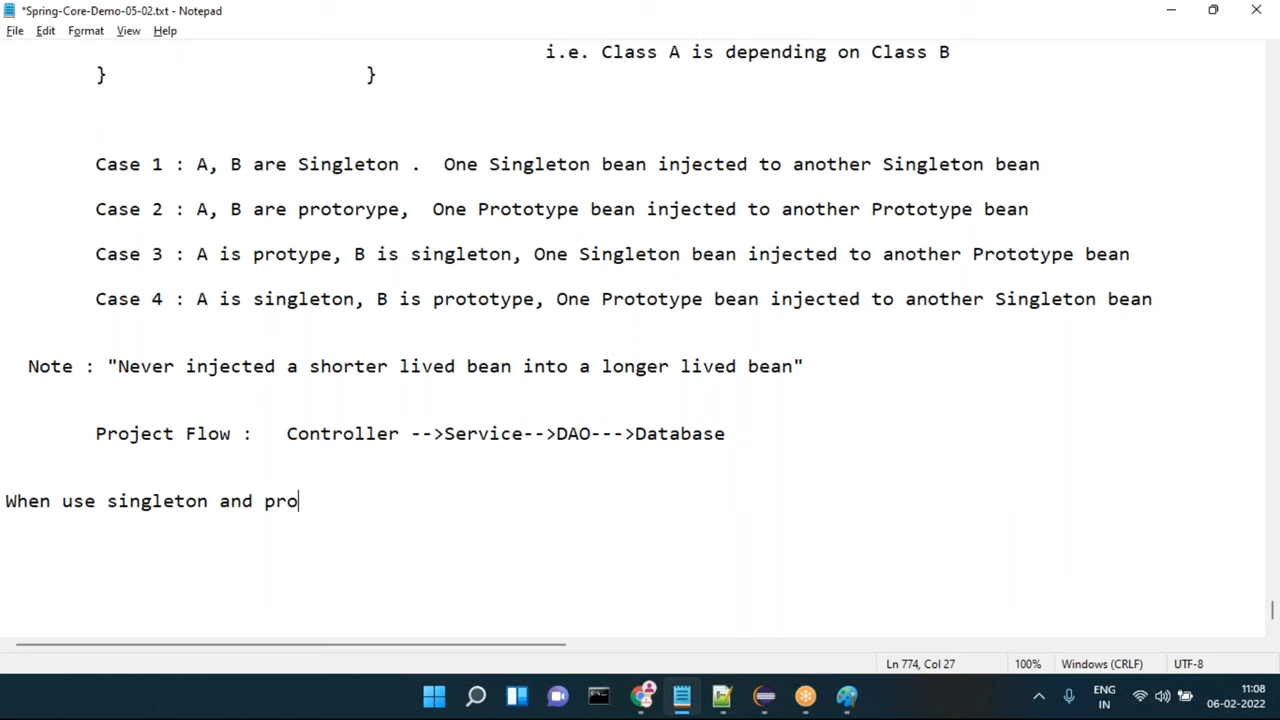 *Spring-Core-Demo-05-02.txt - Notepad
File Edit Format View Help
i.e. Class A is depending on Class B
} }
Case 1 : A, B are Singleton . One Singleton bean injected to another Singleton bean
Case 2 : A, B are protorype, One Prototype bean injected to another Prototype bean
Case 3 : A is protype, B is singleton, One Singleton bean injected to another Prototype bean
Case 4 : A is singleton, B is prototype, One Prototype bean injected to another Singleton bean
Note : "Never injected a shorter lived bean into a longer lived bean"
Project Flow : Controller -->Service-->DAO--->Database
When use singleton and pro
Ln 774, Col 27 100% Windows (CRLF) UTF-8
ENG 11:08
IN 06-02-2022